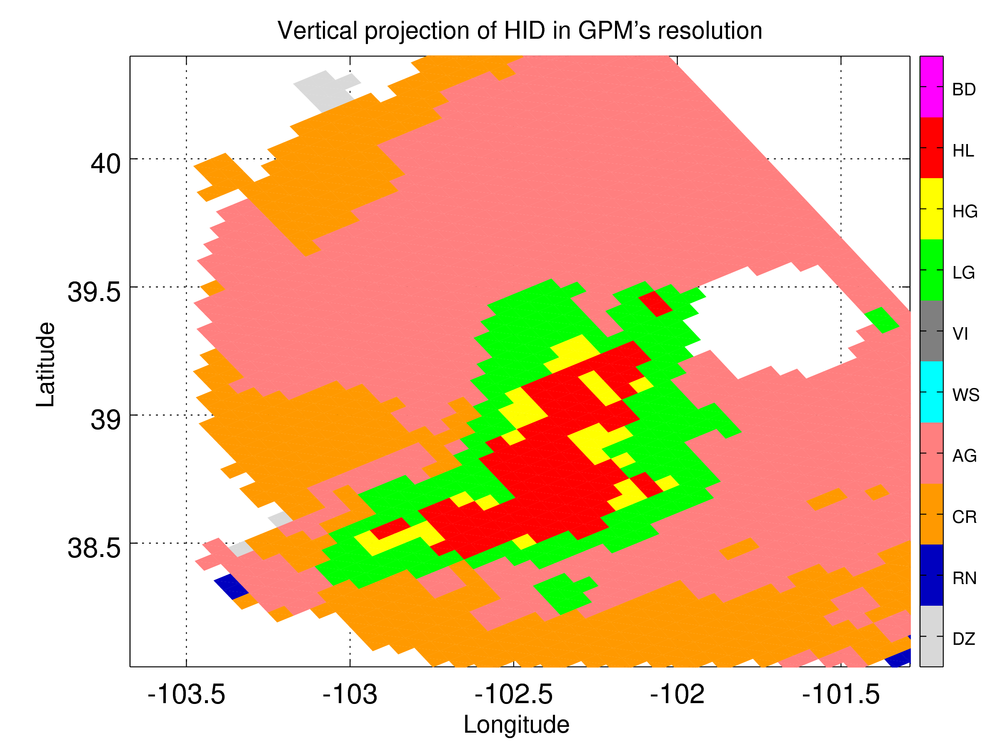 Vertical projection of HID in GPM's resolution
BD
HL
HG
LG
VI
WS
AG
CR
RN
DZ
40
39.5
39
38.5
Latitude
-103.5
-103
-102.5
-102
-101.5
Longitude